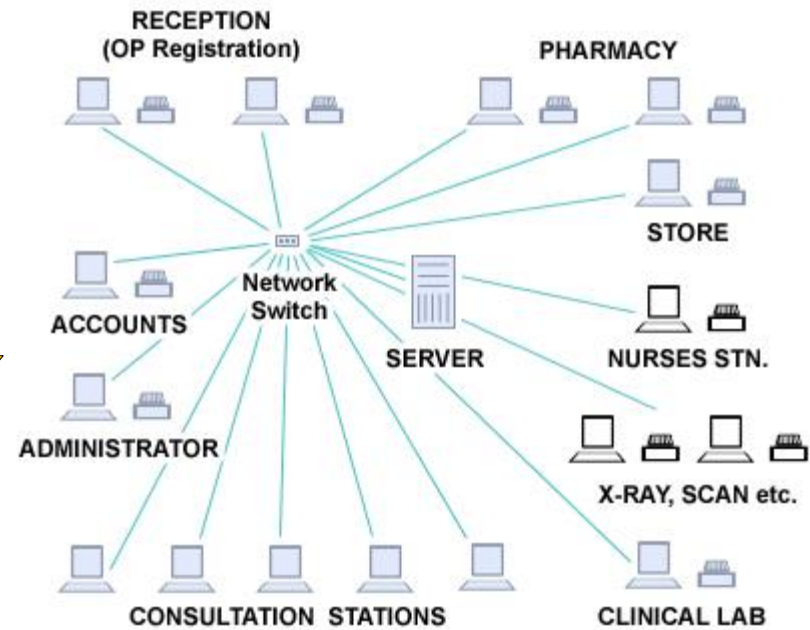 RECEPTION
(OP Registration)
PHARMACY
STORE
Network
Switch
ACCOUNTS
SERVER
NURSES STN.
ADMINISTRATOR
X-RAY, SCAN etc.
CONSULTATION STATIONS
CLINICAL LAB